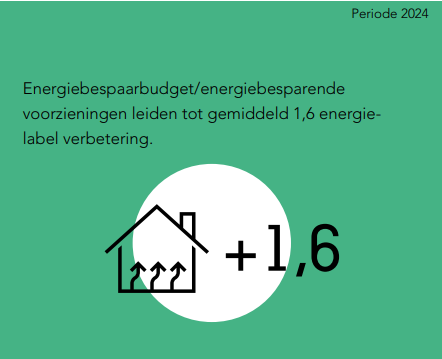 Periode 2024
Energiebespaarbudget/energiebesparende
voorzieningen leiden tot gemiddeld 1,6 energie-
label verbetering.
+1,6